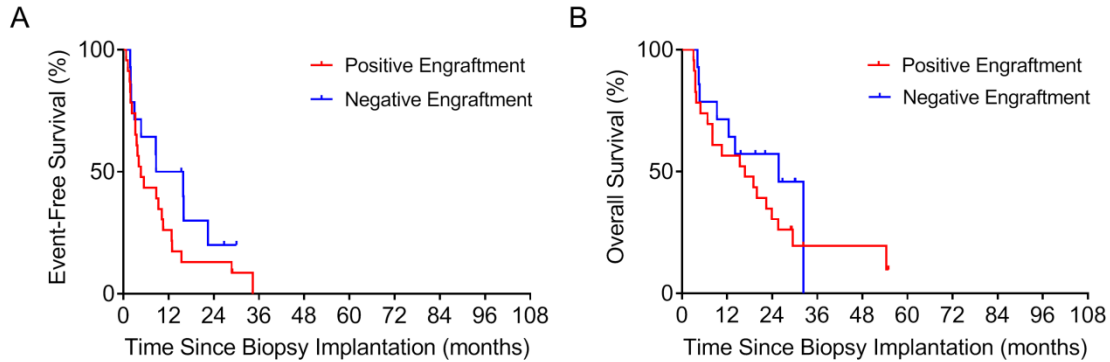 A
Event-Free Survival (%)
100
50
0
Positive Engraftment
Negative Engraftment
0 12 24 36 48 60 72 84 96 108
Time Since Biopsy Implantation (months)
B
Overall Survival (%)
100
50
0
Positive Engraftment
Negative Engraftment
0 12 24 36 48 60 72 84 96 108
Time Since Biopsy Implantation (months)